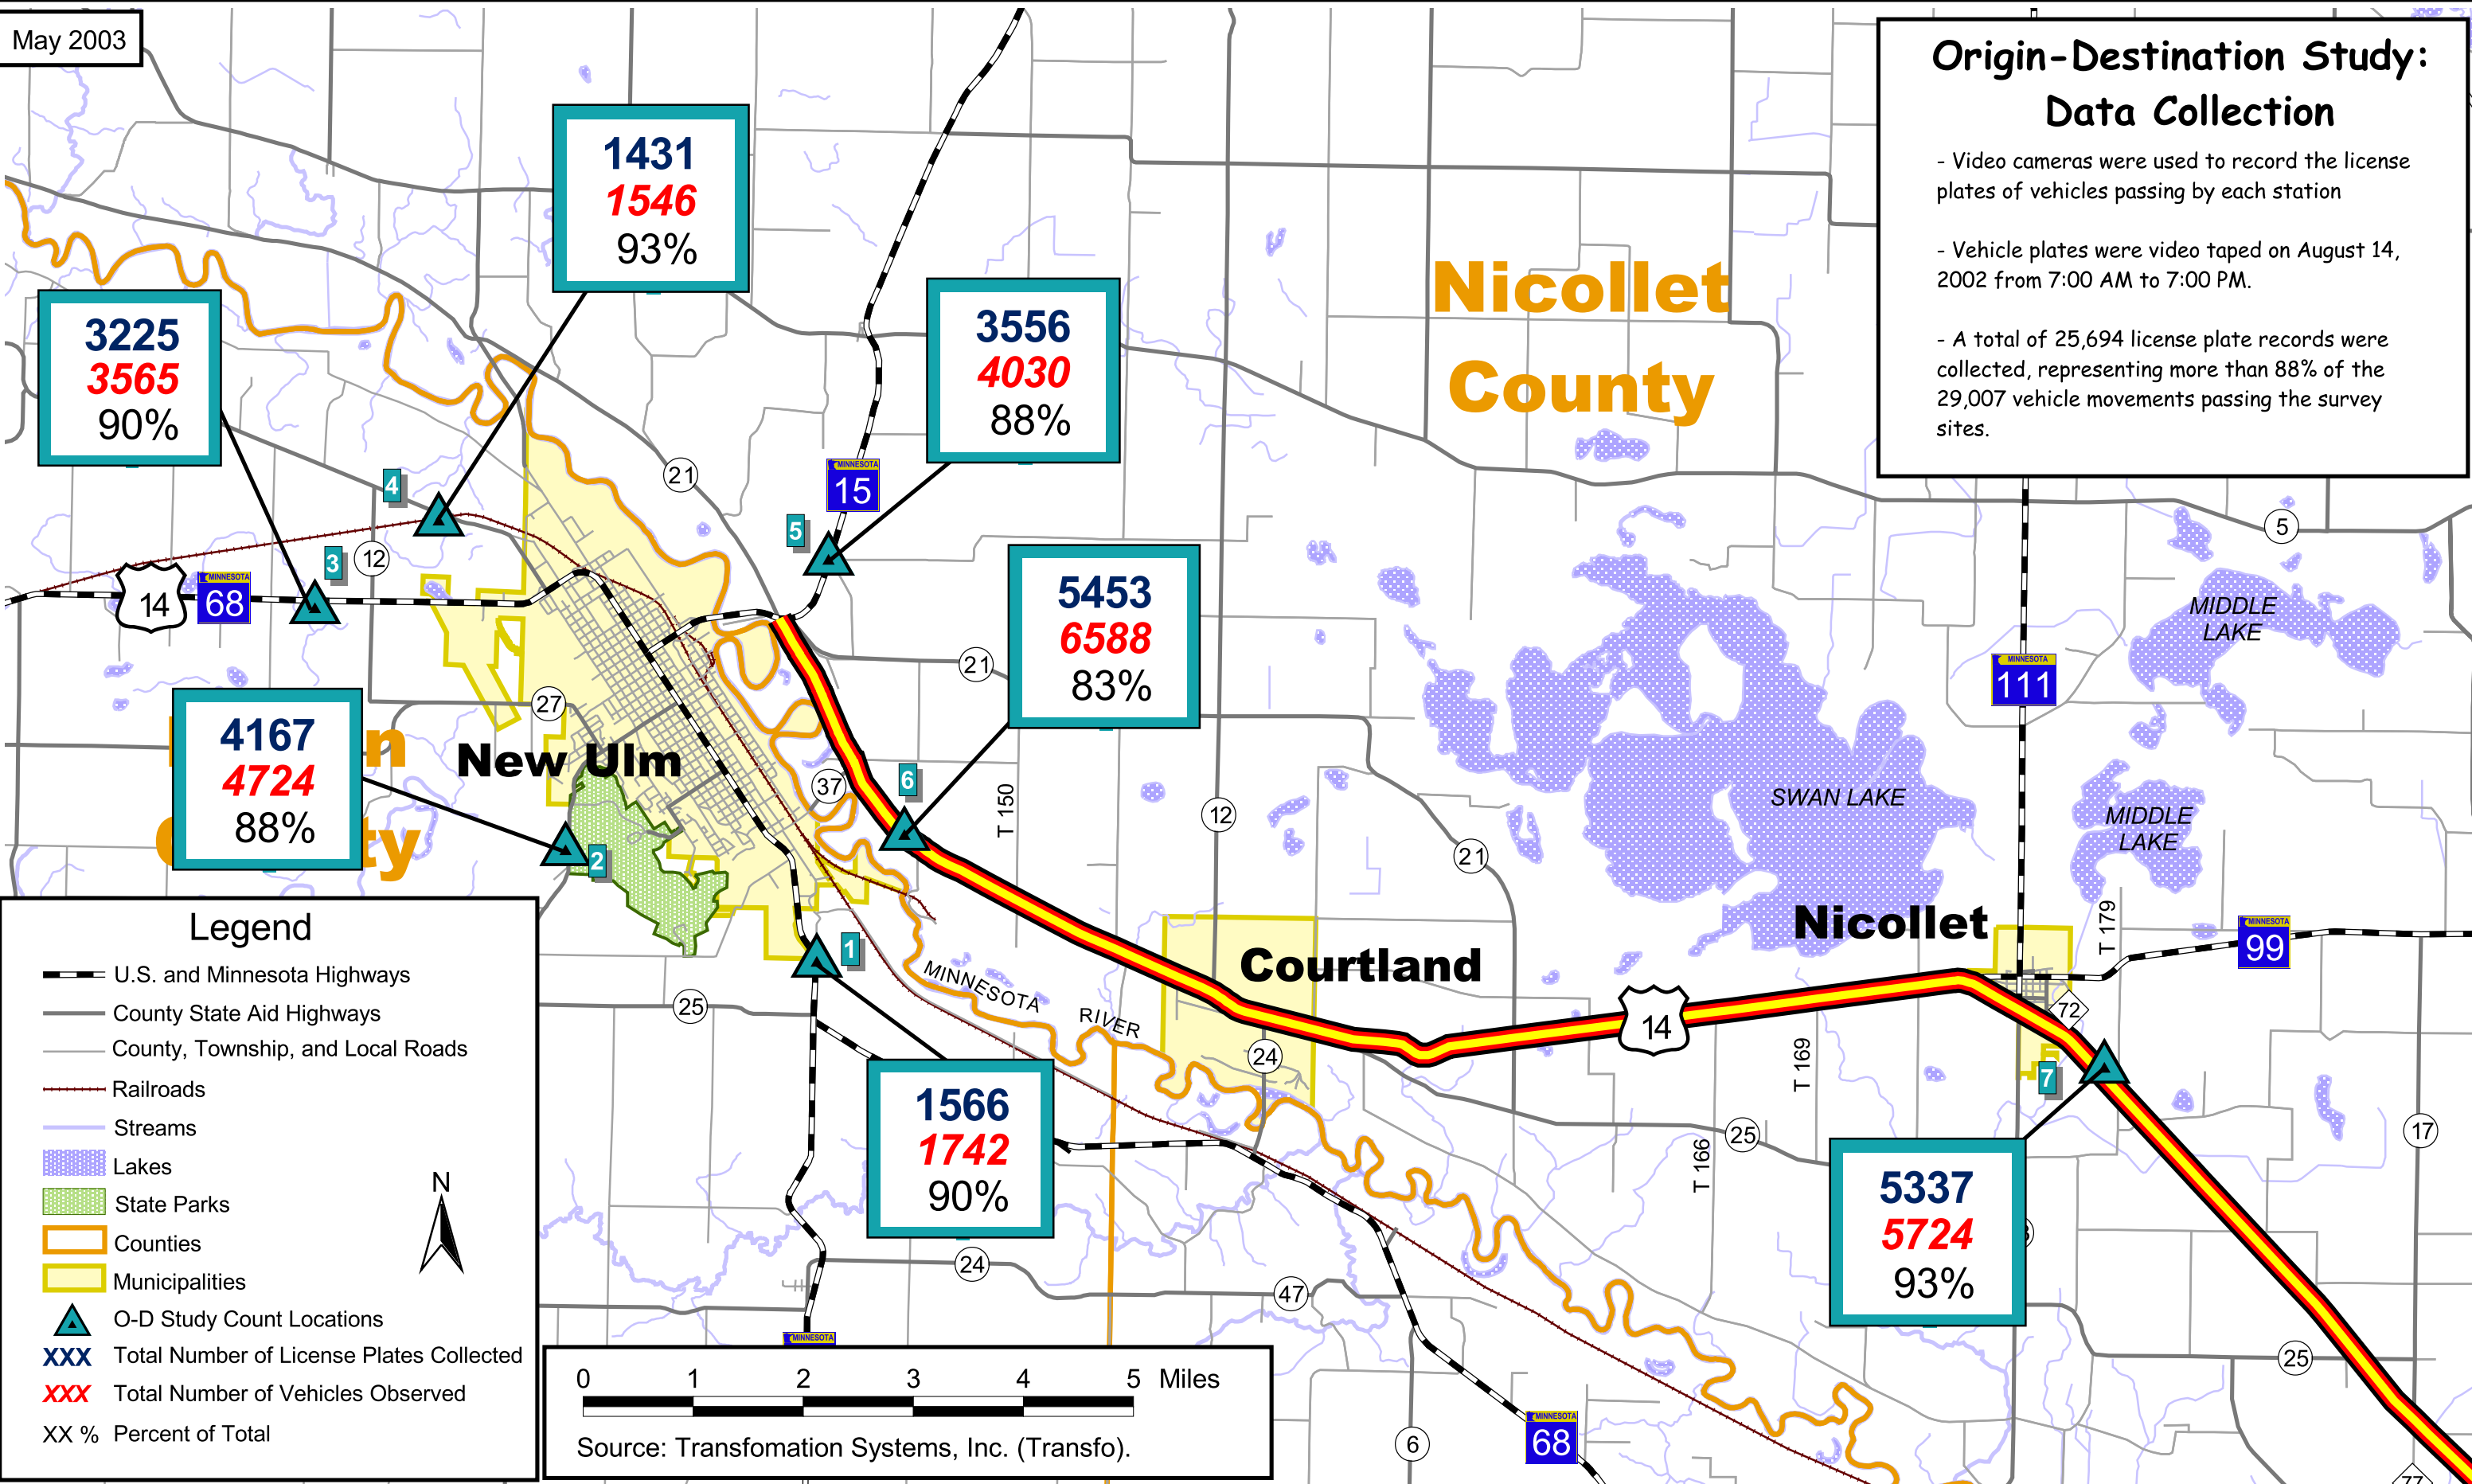 May 2003
Origin-Destination Study:
Data Collection
- Video cameras were used to record the license
plates of vehicles passing by each station
- Vehicle plates were video taped on August 14,
2002 from 7:00 AM to 7:00 PM.
- A total of 25,694 license plate records were
collected, representing more than 88% of the
29,007 vehicle movements passing the survey
sites.
1431
1546
93%
3225
3565
90%
3556
4030
88%
Nicollet
County
21
MINNESOTA
15
4
5
3
12
14
MINNESOTA
68
5453
6588
83%
5
MIDDLE
LAKE
21
MINNESOTA
111
27
4167
4724
88%
n
ty
New Ulm
37
6
T 150
12
SWAN LAKE
MIDDLE
LAKE
21
2
1
Nicollet
T 179
MINNESOTA
99
Courtland
MINNESOTA
RIVER
25
14
72
24
T 169
7
1566
1742
90%
25
T 166
17
5337
5724
93%
24
47
MINNESOTA
25
6
MINNESOTA
68
77
Legend
U.S. and Minnesota Highways
County State Aid Highways
County, Township, and Local Roads
Railroads
Streams
Lakes
State Parks
Counties
Municipalities
O-D Study Count Locations
XXX Total Number of License Plates Collected
XXX Total Number of Vehicles Observed
XX % Percent of Total
N
0 1 2 3 4 5 Miles
Source: Transfomation Systems, Inc. (Transfo).